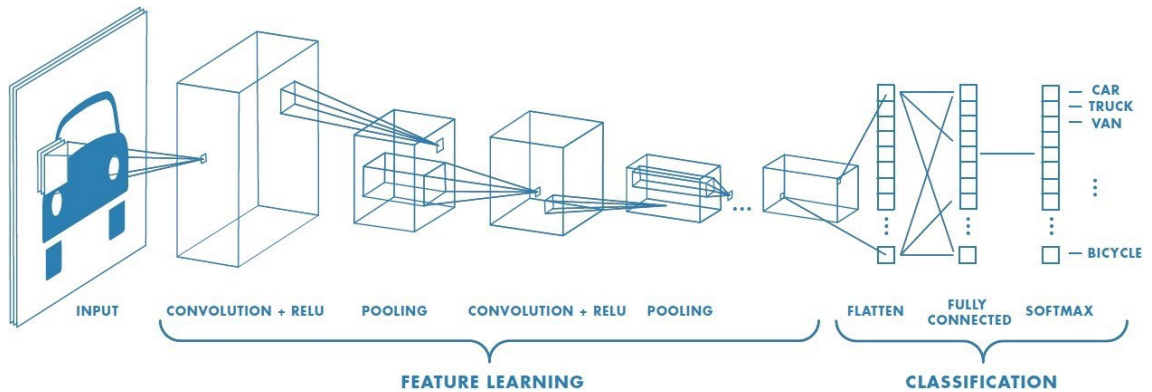 CAR
TRUCK
VAN
BICYCLE
INPUT
CONVOLUTION + RELU
POOLING
CONVOLUTION + RELU
POOLING
FLATTEN
FULLY
CONNECTED
SOFTMAX
FEATURE LEARNING
CLASSIFICATION